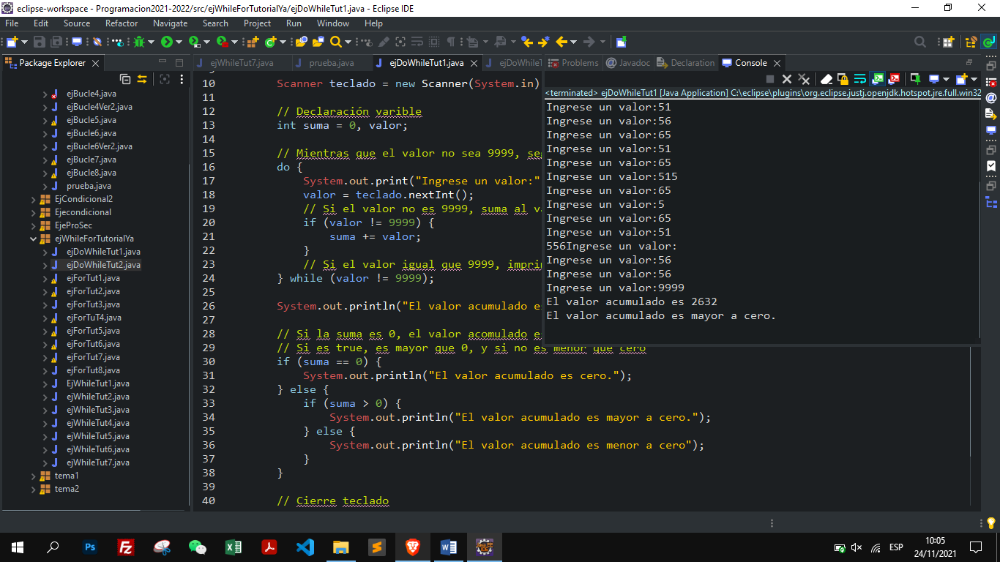 eclipse-workspace - Programacion2021-2022/src/ejWhileForTutorialYa/ejDoWhileTut1.java - Eclipse IDE
File Edit Source Refactor Navigate Search Project Run Window Help
Package Explorer
ejBucle4.java
ejBucle4Ver2.java
ejBucle5.java
ejBucle6.java
ejBucle6Ver2.java
ejBucle7.java
ejBucle8.java
prueba.java
EjCondicional2
Ejecondicional
EjeProSec
ejWhileForTutorialYa
ejDoWhileTut1.java
ejDoWhileTut2.java
ejForTut1.java
ejForTut2.java
ejForTut3.java
ejForTuT4.java
ejForTut5.java
ejForTut6.java
ejForTut7.java
ejForTut8.java
EjWhileTut1.java
ejWhileTut2.java
ejWhileTut3.java
ejWhileTut4.java
ejWhileTut5.java
ejWhileTut6.java
ejWhileTut7.java
tema1
tema2
ejWhileTut7.java prueba.java ejDoWhileTut1.java ejDoWhileT
10 Scanner teclado = new Scanner(System.in)
11
12 // Declaración varible
13 int suma = 0, valor;
14
15 // Mientras que el valor no sea 9999, se
16 do {
17 System.out.print("Ingrese un valor:"
18 valor = teclado.nextInt();
19 // Si el valor no es 9999, suma al va
20 if (valor != 9999) {
21 suma += valor;
22 }
23 // Si el valor igual que 9999, imprim
24 } while (valor != 9999);
25
26 System.out.println("El valor acumulado e
27
28 // Si la suma es 0, el valor acomulado e
29 // Si es true, es mayor que 0, y si no es menor que cero
30 if (suma == 0) {
31 System.out.println("El valor acumulado es cero.");
32 } else {
33 if (suma > 0) {
34 System.out.println("El valor acumulado es mayor a cero.");
35 } else {
36 System.out.println("El valor acumulado es menor a cero");
37 }
38 }
39
40 // Cierre teclado
Problems Javadoc Declaration Console
<terminated> ejDoWhileTut1 [Java Application] C:\eclipse\plugins\org.eclipse.justj.openjdk.hotspot.jre.full.win32
Ingrese un valor:51
Ingrese un valor:56
Ingrese un valor:65
Ingrese un valor:51
Ingrese un valor:65
Ingrese un valor:515
Ingrese un valor:65
Ingrese un valor:5
Ingrese un valor:65
Ingrese un valor:51
556Ingrese un valor:
Ingrese un valor:56
Ingrese un valor:56
Ingrese un valor:9999
El valor acumulado es 2632
El valor acumulado es mayor a cero.
ESP
10:05
24/11/2021